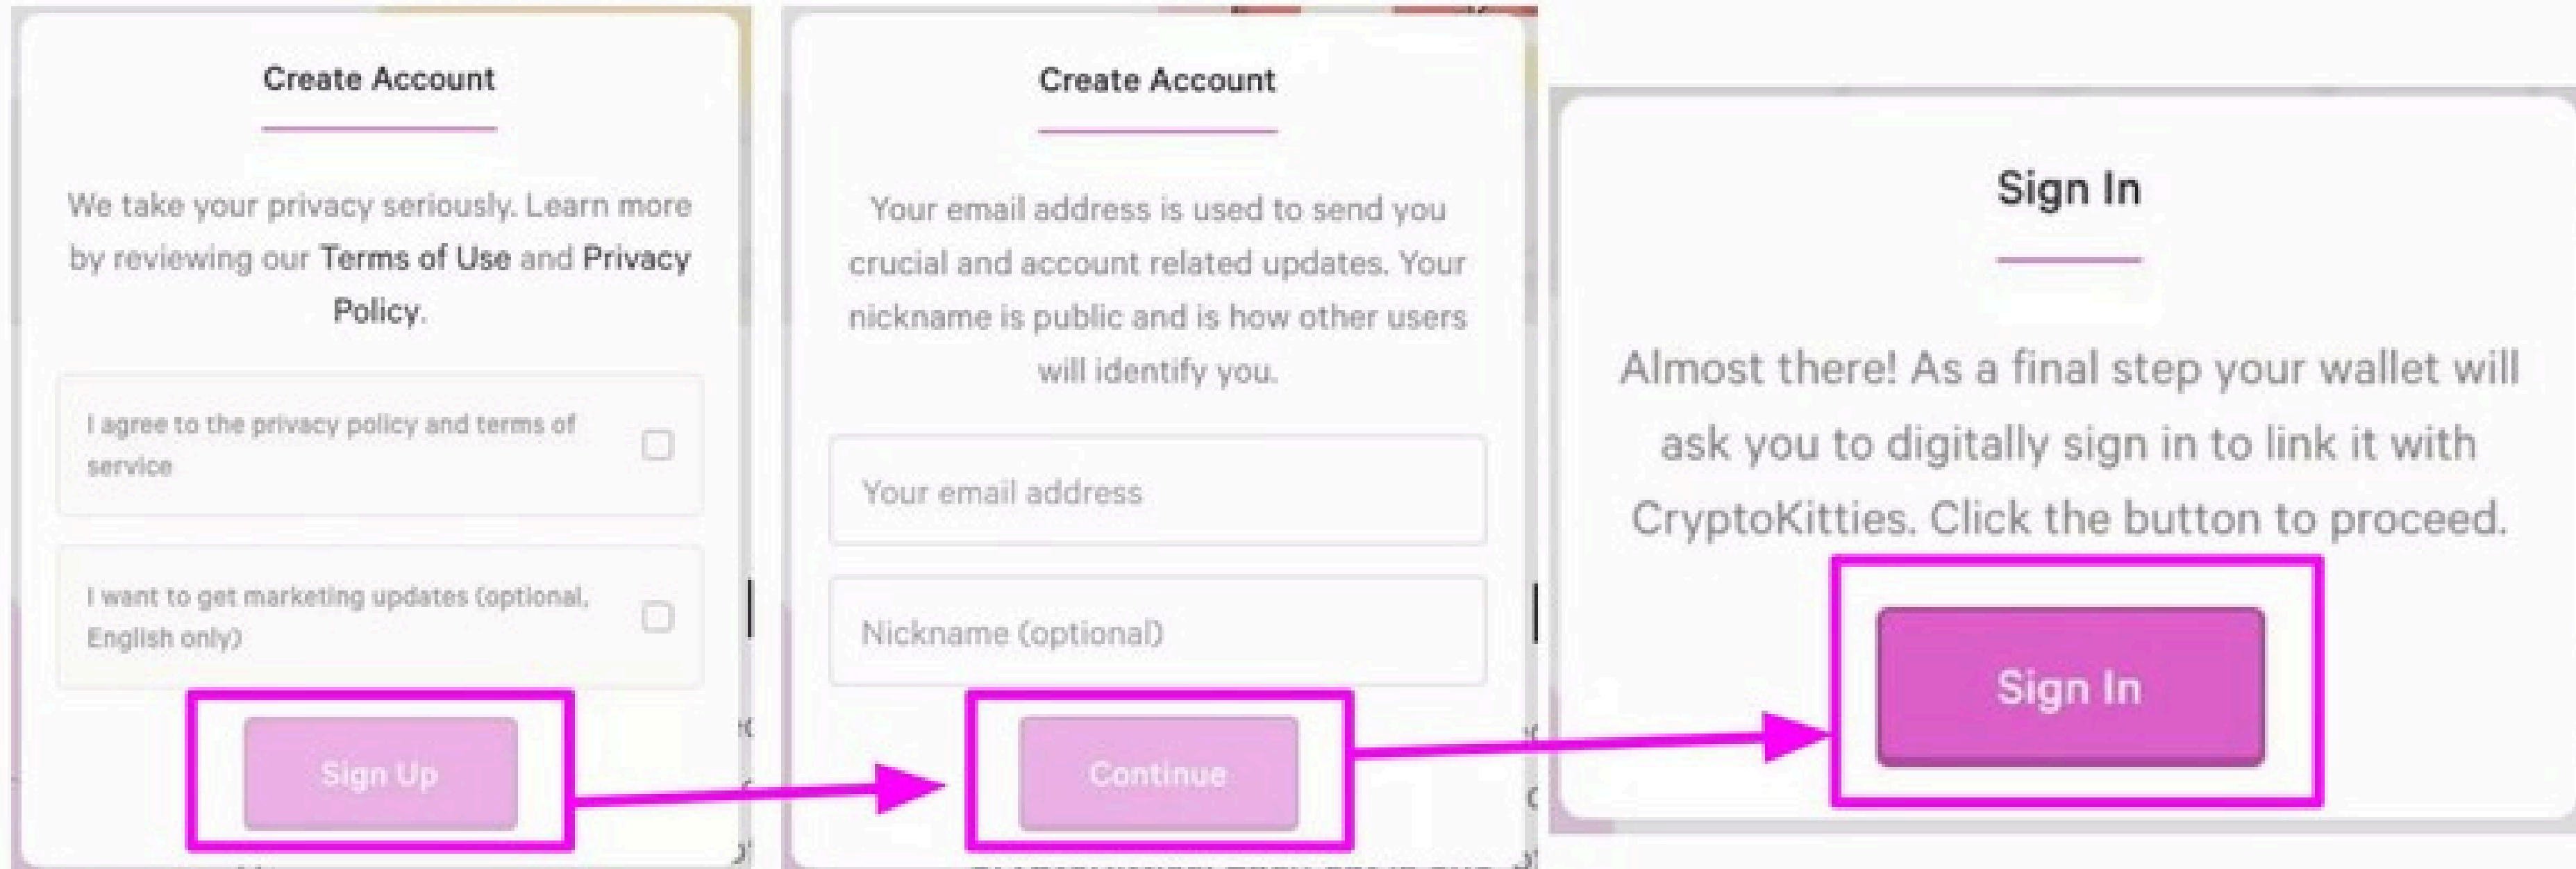 Create Account
We take your privacy seriously. Learn more
by reviewing our Terms of Use and Privacy
Policy.
I agree to the privacy policy and terms of
service
I want to get marketing updates (optional,
English only)
Sign Up
Create Account
Your email address is used to send you
crucial and account related updates. Your
nickname is public and is how other users
will identify you.
Your email address
Nickname (optional)
Continue
Sign In
Almost there! As a final step your wallet will
ask you to digitally sign in to link it with
CryptoKitties. Click the button to proceed.
Sign In